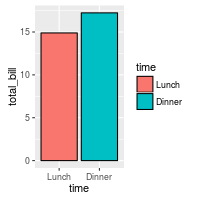 total_bill
15
10
5
0
Lunch Dinner
time
time
Lunch
Dinner